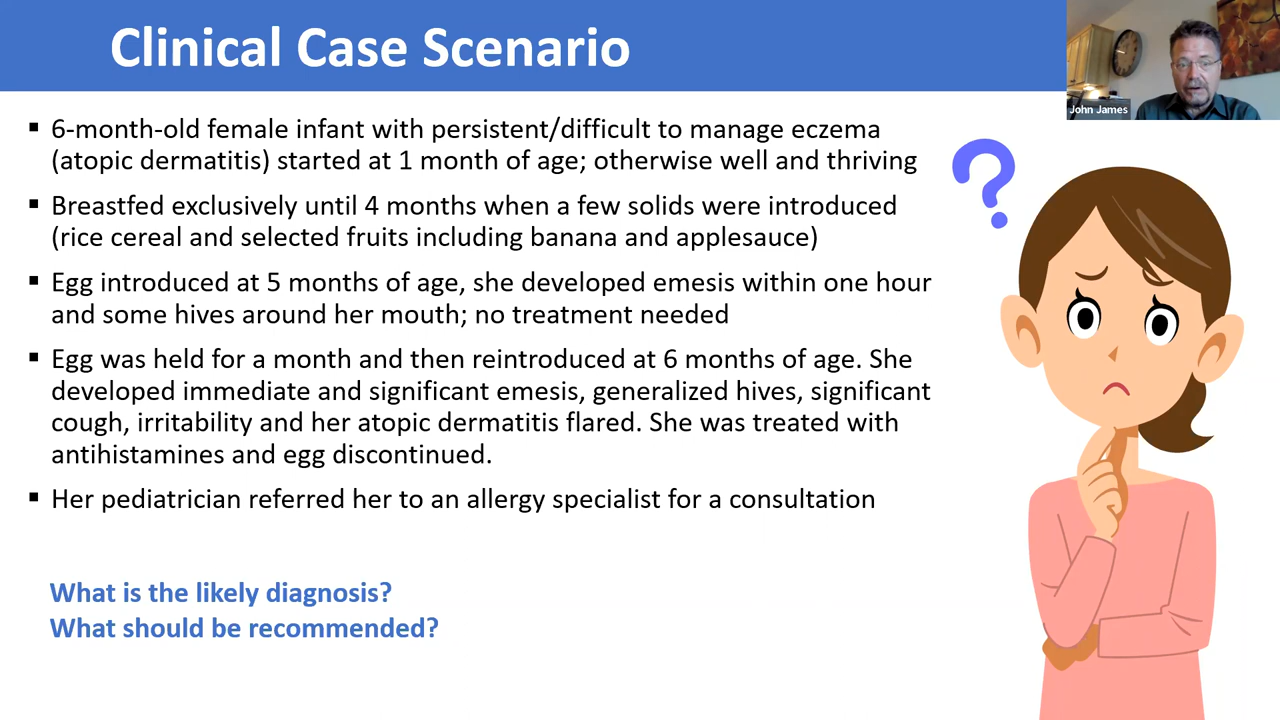 Clinical Case Scenario
John James
▪ 6-month-old female infant with persistent/difficult to manage eczema
(atopic dermatitis) started at 1 month of age; otherwise well and thriving
▪ Breastfed exclusively until 4 months when a few solids were introduced
(rice cereal and selected fruits including banana and applesauce)
▪ Egg introduced at 5 months of age, she developed emesis within one hour
and some hives around her mouth; no treatment needed
▪ Egg was held for a month and then reintroduced at 6 months of age. She
developed immediate and significant emesis, generalized hives, significant
cough, irritability and her atopic dermatitis flared. She was treated with
antihistamines and egg discontinued.
▪ Her pediatrician referred her to an allergy specialist for a consultation
?
What is the likely diagnosis?
What should be recommended?